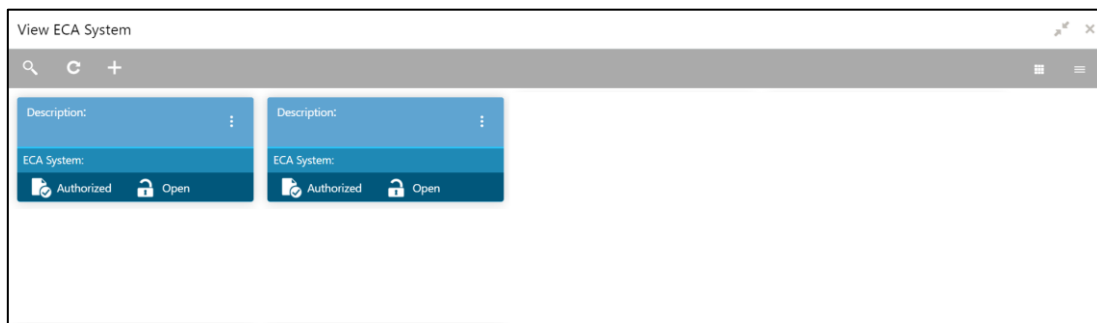 View ECA System
Description: Description:
ECA System: ECA System:
Authorized Open Authorized Open